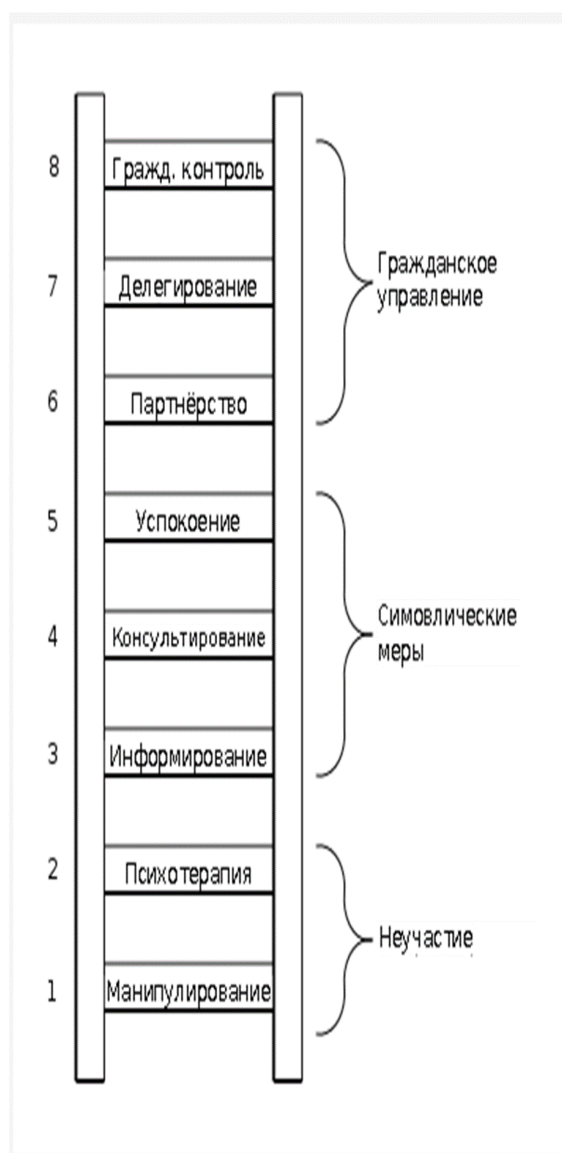 8 Гражд. контроль
7 Делегирование
Гражданское
управление
6 Партнёрство
5 Успокоение
4 Консультирование
Симовлические
меры
3 Информирование
2 Психотерапия
Неучастие
1 Манипулирование